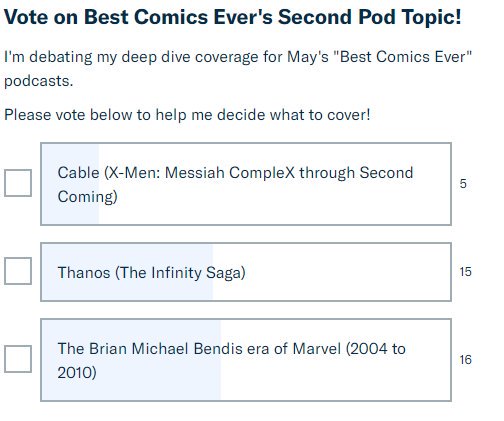 Vote on Best Comics Ever's Second Pod Topic!
I'm debating my deep dive coverage for May's "Best Comics Ever"
podcasts.
Please vote below to help me decide what to cover!
Cable (X-Men: Messiah CompleX through Second
Coming)
5
Thanos (The Infinity Saga)
15
The Brian Michael Bendis era of Marvel (2004 to
2010)
16